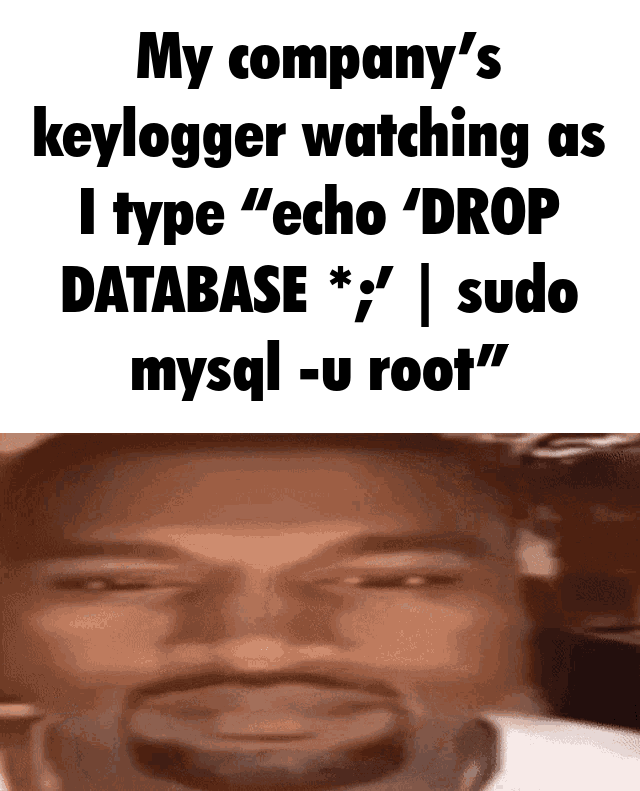 My company’s
keylogger watching as
I type “echo ‘DROP
DATABASE *;’ | sudo
mysql -u root”